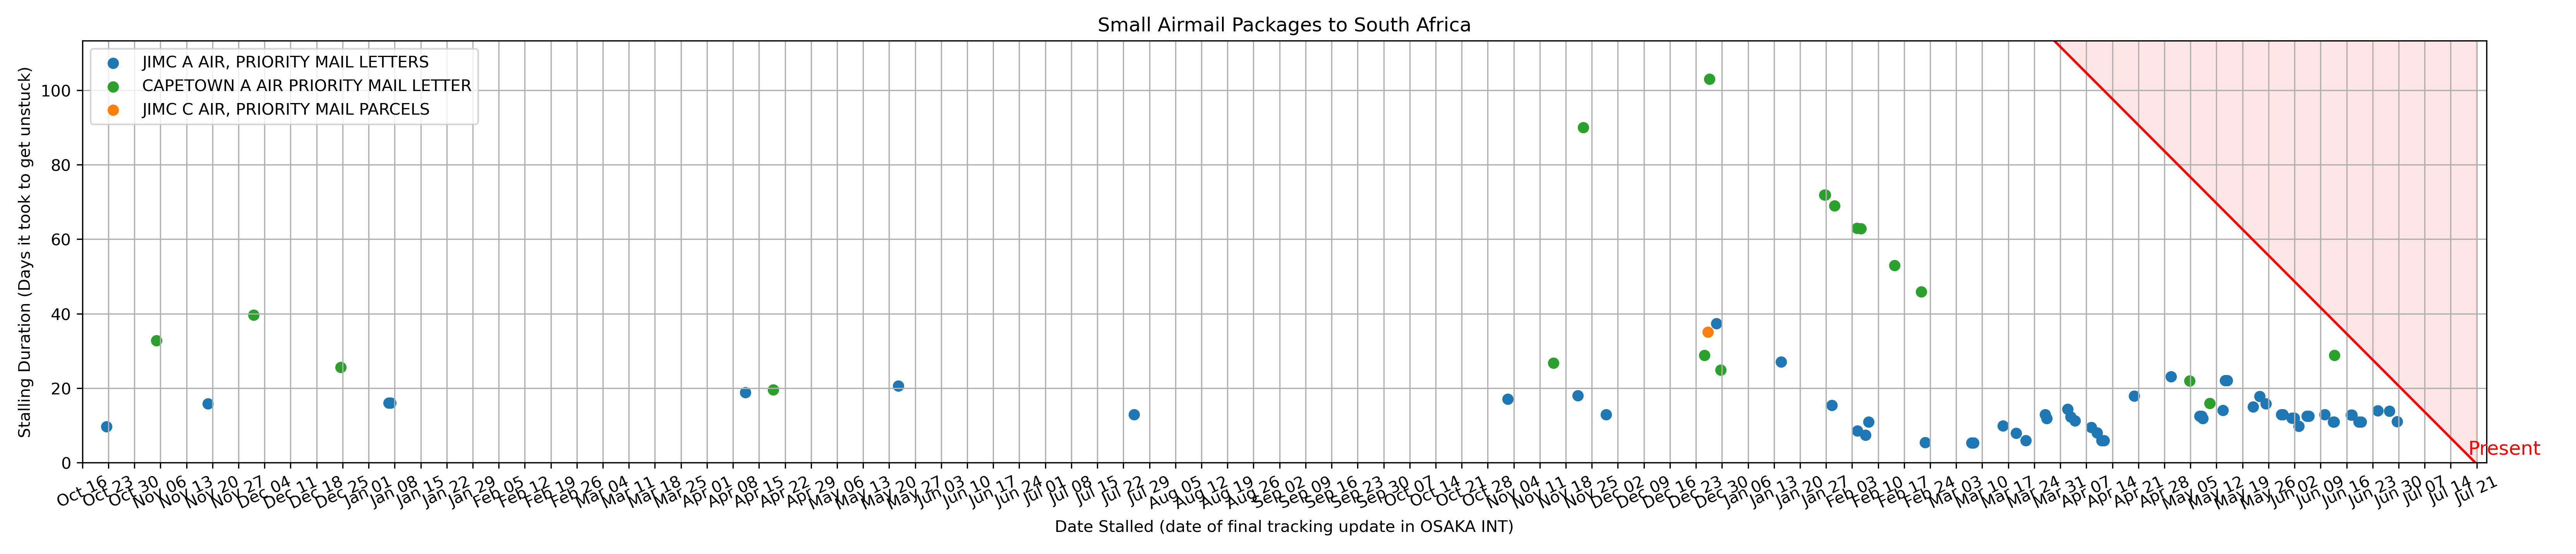 Small Airmail Packages to South Africa
JIMC A AIR, PRIORITY MAIL LETTERS
CAPETOWN A AIR PRIORITY MAIL LETTER
JIMC C AIR, PRIORITY MAIL PARCELS
Stalling Duration (Days it took to get unstuck)
100
80
60
40
20
0
Present
Oct 16
Oct 23
Oct 30
Nov 06
Nov 13
Nov 20
Nov 27
Dec 04
Dec 11
Dec 18
Dec 25
Jan 01
Jan 08
Jan 15
Jan 22
Jan 29
Feb 05
Feb 12
Feb 19
Feb 26
Mar 04
Mar 11
Mar 18
Mar 25
Apr 01
Apr 08
Apr 15
Apr 22
Apr 29
May 06
May 13
May 20
May 27
Jun 03
Jun 10
Jun 17
Jun 24
Jul 01
Jul 08
Jul 15
Jul 22
Jul 29
Aug 05
Aug 12
Aug 19
Aug 26
Sep 02
Sep 09
Sep 16
Sep 23
Sep 30
Oct 07
Oct 14
Oct 21
Oct 28
Nov 04
Nov 11
Nov 18
Nov 25
Dec 02
Dec 09
Dec 16
Dec 23
Dec 30
Jan 06
Jan 13
Jan 20
Jan 27
Feb 03
Feb 10
Feb 17
Feb 24
Mar 03
Mar 10
Mar 17
Mar 24
Mar 31
Apr 07
Apr 14
Apr 21
Apr 28
May 05
May 12
May 19
May 26
Jun 02
Jun 09
Jun 16
Jun 23
Jun 30
Jul 07
Jul 14
Jul 21
Date Stalled (date of final tracking update in OSAKA INT)